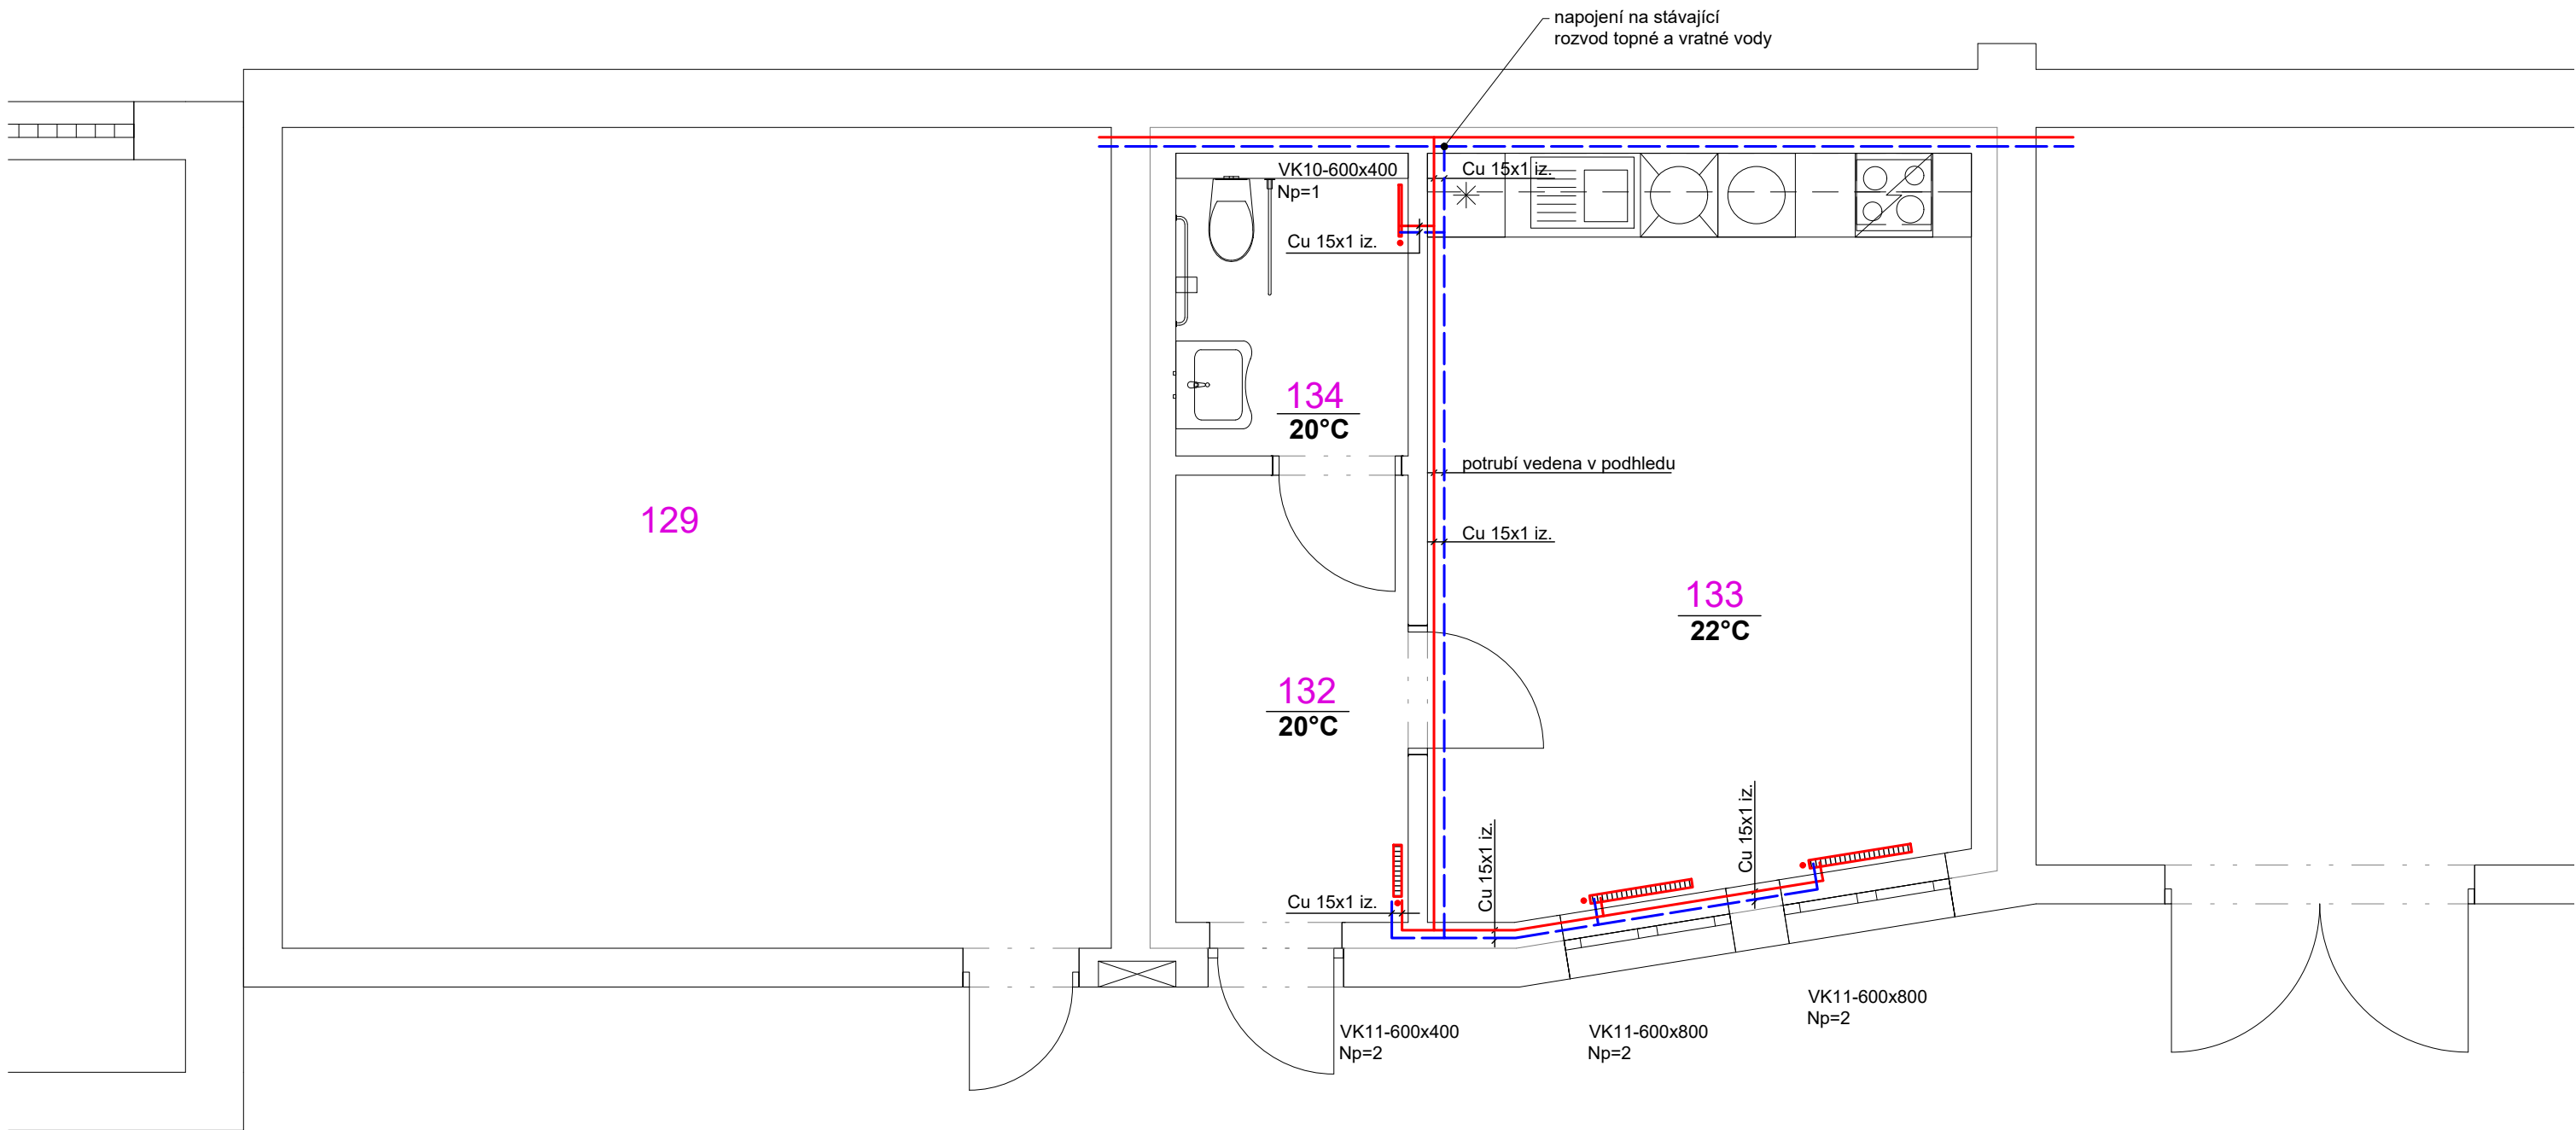 napojení na stávající
rozvod topné a vratné vody
VK10-600x400
Np=1
Cu 15x1 iz.
Cu 15x1 iz.
134
20°C
potrubí vedena v podhledu
129
Cu 15x1 iz.
133
22°C
132
20°C
Cu 15x1 iz.
Cu 15x1 iz.
Cu 15x1 iz.
VK11-600x800
Np=2
VK11-600x400
Np=2
VK11-600x800
Np=2